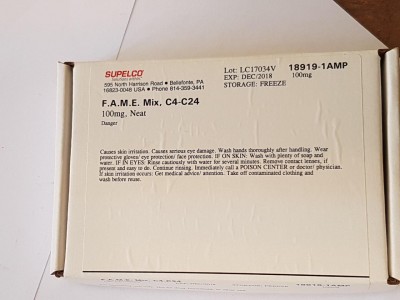 SUPELCO
595 North Harrison Road • Bellefonte, PA
16823-0048 USA • Phone 814-359-3441
Lot: LC17034V
18919-1AMP
EXP: DEC/2018
100mg
STORAGE: FREEZE
F.A.M.E. Mix, C4-C24
100mg, Neat
Danger
Causes skin irritation. Causes serious eye damage. Wash hands thoroughly after handling. Wear
protective gloves/ eye protection/ face protection. IF ON SKIN: Wash with plenty of soap and
water. IF IN EYES: Rinse cautiously with water for several minutes. Remove contact lenses, if
present and easy to do. Continue rinsing. Immediately call a POISON CENTER or doctor/ physician.
If skin irritation occurs: Get medical advice/ attention. Take off contaminated clothing and
wash before reuse.
F.A.M.E. Mix, C4-C24
18919-1AMP